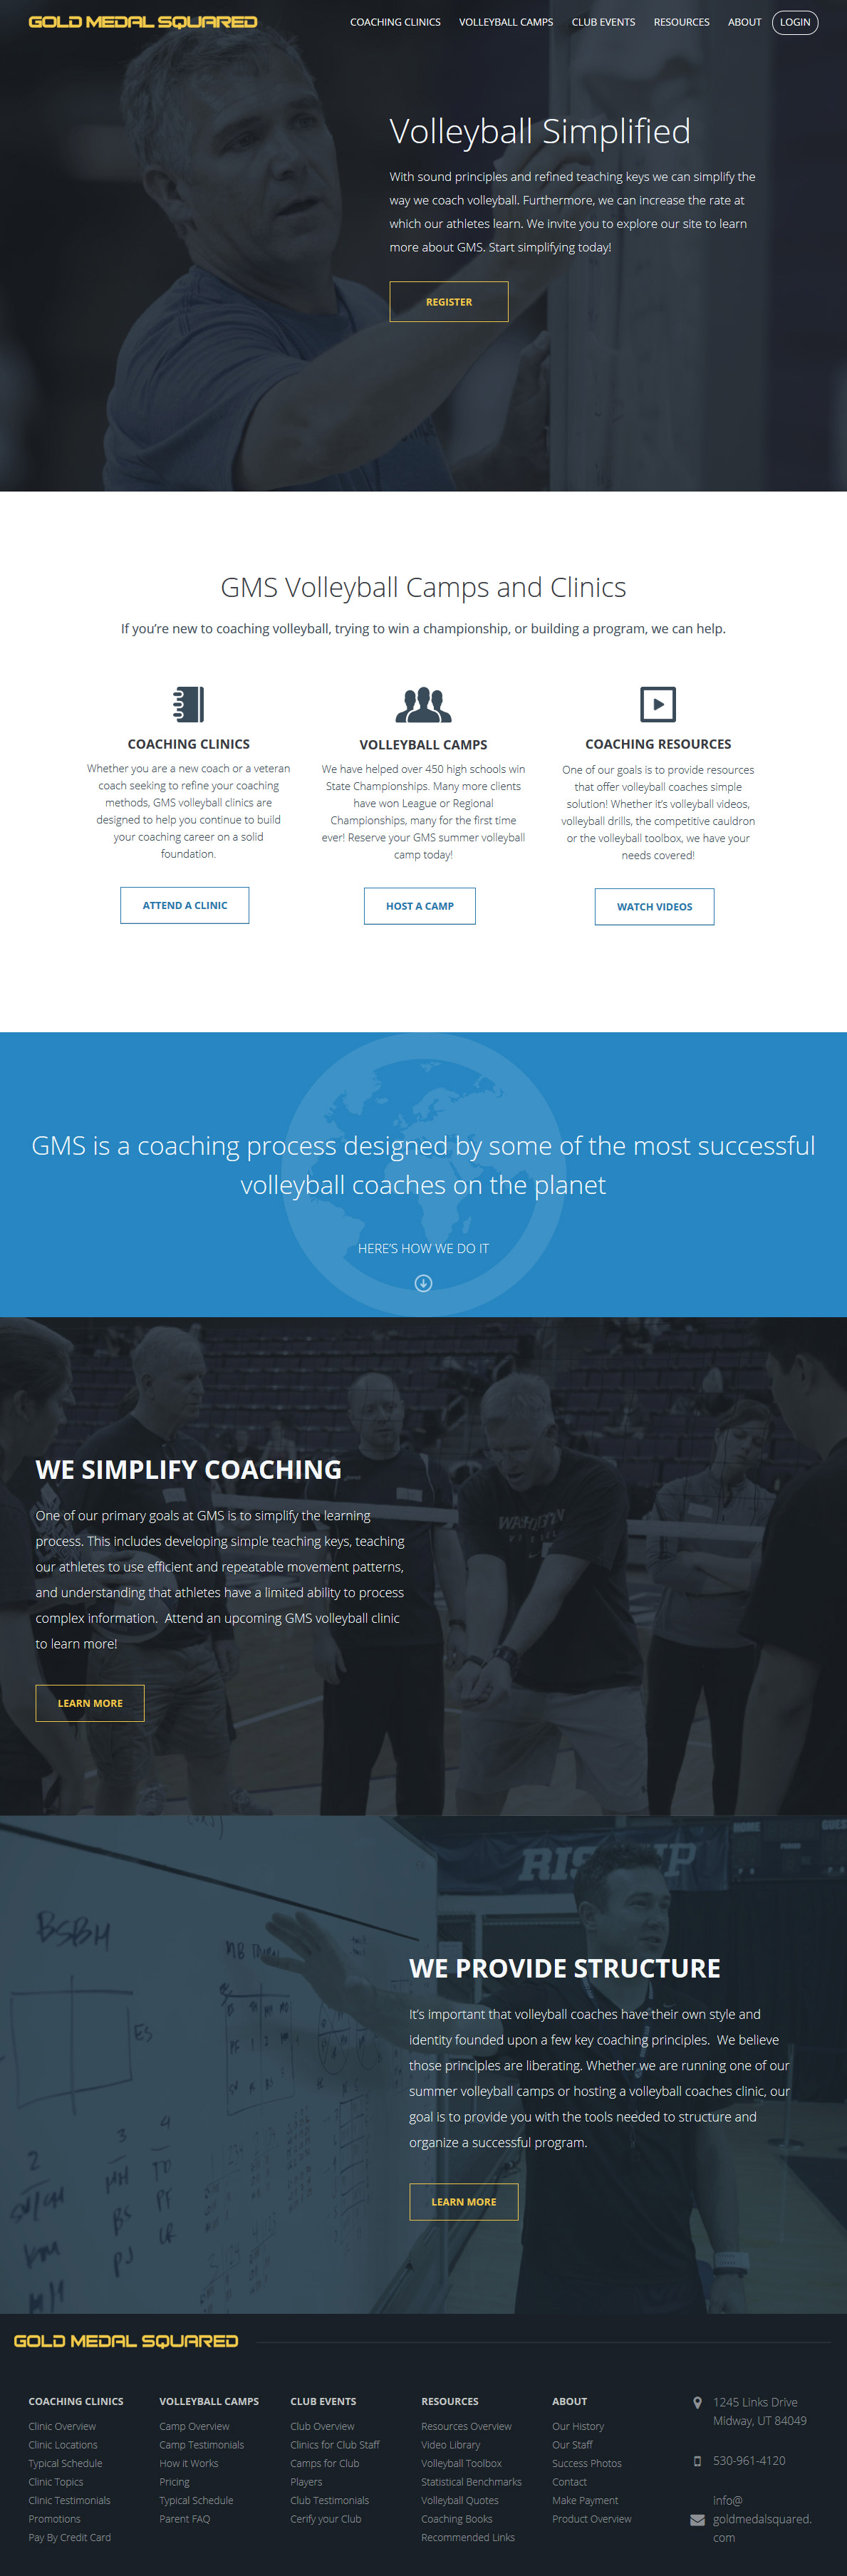 GOLD MEDAL SQUARED
COACHING CLINICS VOLLEYBALL CAMPS CLUB EVENTS RESOURCES ABOUT LOGIN
Volleyball Simplified
With sound principles and refined teaching keys we can simplify the
way we coach volleyball. Furthermore, we can increase the rate at
which our athletes learn. We invite you to explore our site to learn
more about GMS. Start simplifying today!
REGISTER
GMS Volleyball Camps and Clinics
If you're new to coaching volleyball, trying to win a championship, or building a program, we can help.
COACHING CLINICS
Whether you are a new coach or a veteran
coach seeking to refine your coaching
methods, GMS volleyball clinics are
designed to help you continue to build
your coaching career on a solid
foundation.
ATTEND A CLINIC
VOLLEYBALL CAMPS
We have helped over 450 high schools win
State Championships. Many more clients
have won League or Regional
Championships, many for the first time
ever! Reserve your GMS summer volleyball
camp today!
HOST A CAMP
COACHING RESOURCES
One of our goals is to provide resources
that offer volleyball coaches simple
solution! Whether it's volleyball videos,
volleyball drills, the competitive cauldron
or the volleyball toolbox, we have your
needs covered!
WATCH VIDEOS
GMS is a coaching process designed by some of the most successful
volleyball coaches on the planet
HERE'S HOW WE DO IT
WE SIMPLIFY COACHING
One of our primary goals at GMS is to simplify the learning
process. This includes developing simple teaching keys, teaching
our athletes to use efficient and repeatable movement patterns,
and understanding that athletes have a limited ability to process
complex information.  Attend an upcoming GMS volleyball clinic
to learn more!
LEARN MORE
HOME
BSBH
ES
WE PROVIDE STRUCTURE
It's important that volleyball coaches have their own style and
identity founded upon a few key coaching principles.  We believe
those principles are liberating. Whether we are running one of our
summer volleyball camps or hosting a volleyball coaches clinic, our
goal is to provide you with the tools needed to structure and
organize a successful program.
LEARN MORE
GOLD MEDAL SQUARED
COACHING CLINICS
Clinic Overview
Clinic Locations
Typical Schedule
Clinic Topics
Clinic Testimonials
Promotions
Pay By Credit Card
VOLLEYBALL CAMPS
Camp Overview
Camp Testimonials
How it Works
Pricing
Typical Schedule
Parent FAQ
CLUB EVENTS
Club Overview
Clinics for Club Staff
Camps for Club
Players
Club Testimonials
Cerify your Club
RESOURCES
Resources Overview
Video Library
Volleyball Toolbox
Statistical Benchmarks
Volleyball Quotes
Coaching Books
Recommended Links
ABOUT
Our History
Our Staff
Success Photos
Contact
Make Payment
Product Overview
1245 Links Drive
Midway, UT 84049
530-961-4120
info@
goldmedalsquared.
com